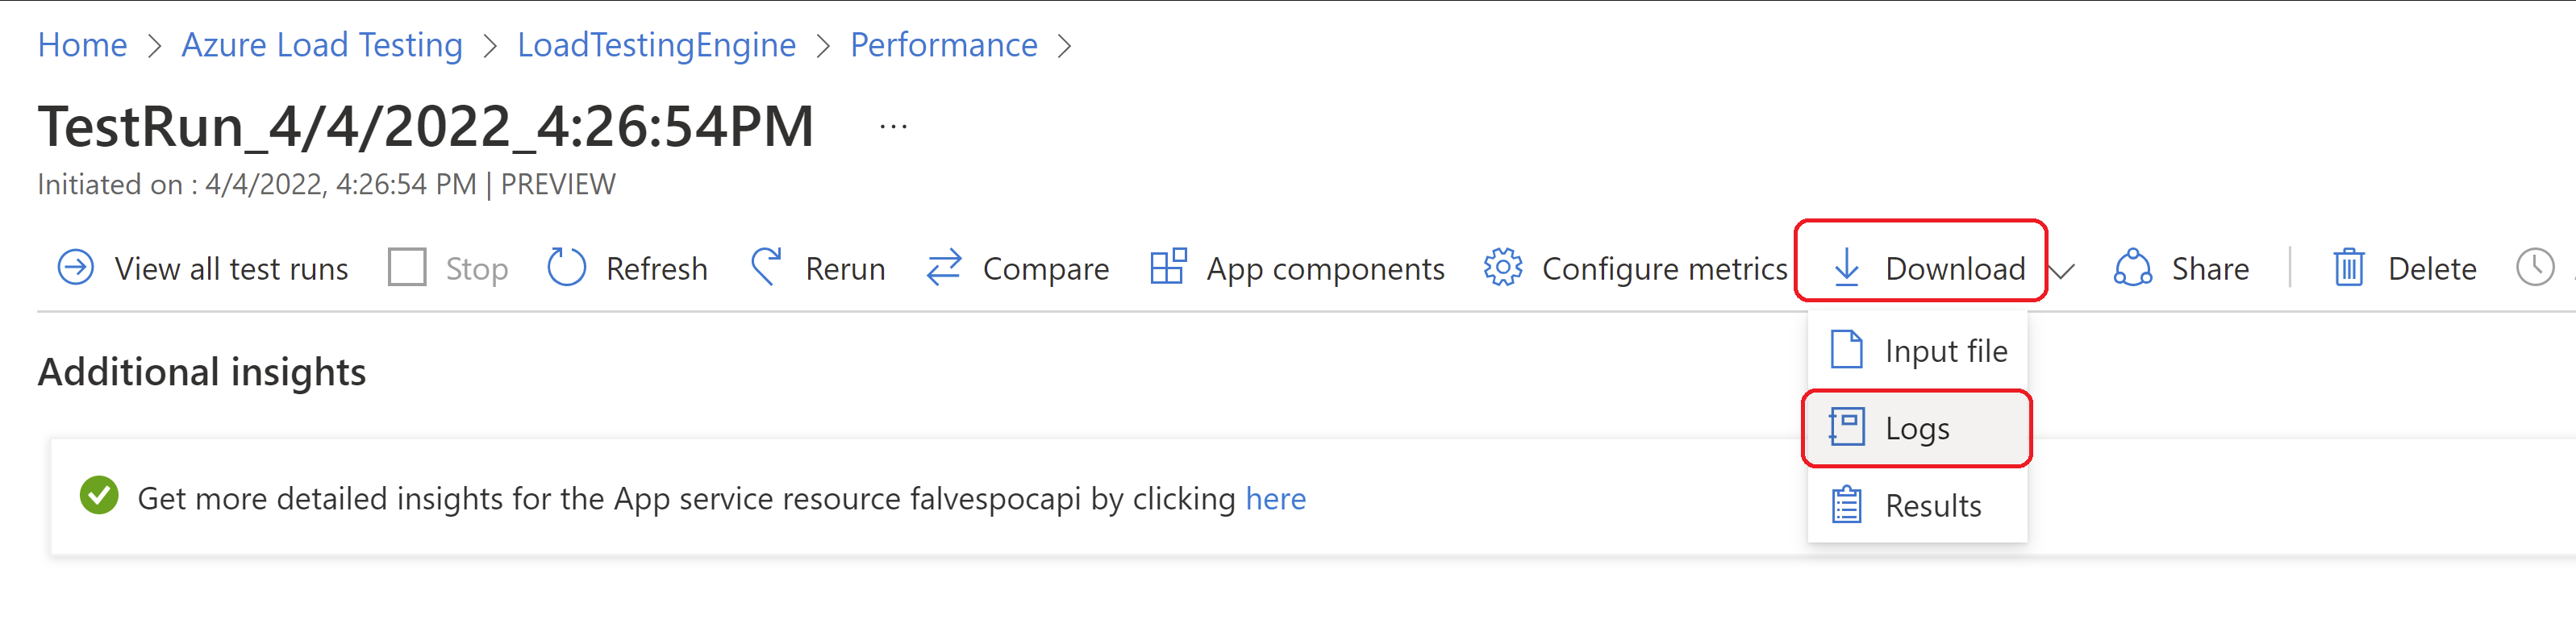 Home > Azure Load Testing > LoadTestingEngine > Performance >
TestRun_4/4/2022_4:26:54PM ...
Initiated on : 4/4/2022, 4:26:54 PM | PREVIEW
View all test runs Stop Refresh Rerun Compare App components Configure metrics Download Share Delete
Input file
Additional insights
Logs
Get more detailed insights for the App service resource falvespocapi by clicking here
Results